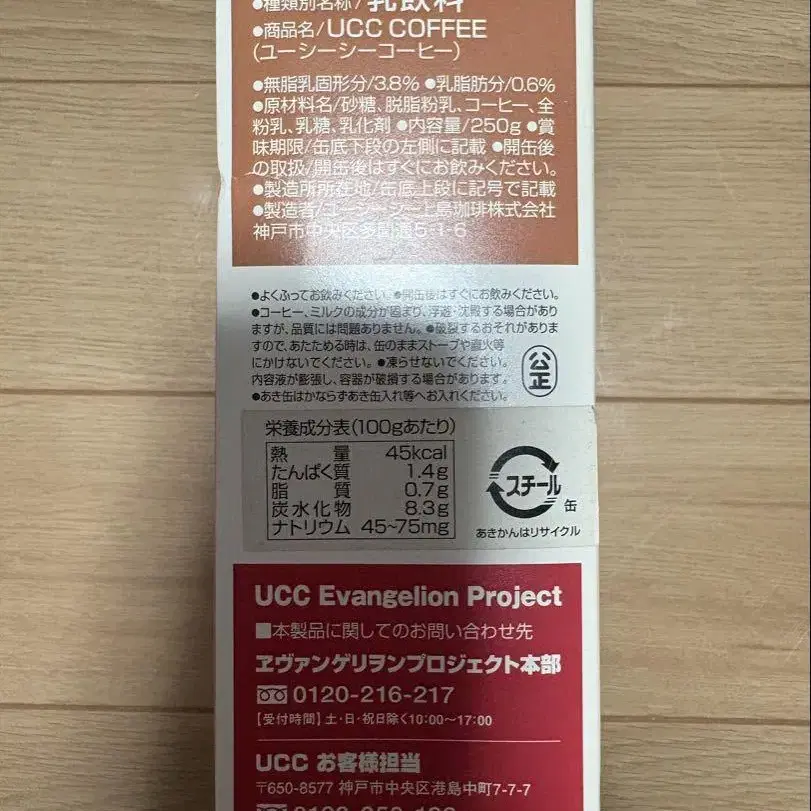 ●種類別名称/乳飲料
●商品名/UCC COFFEE
(ユーシーシーコーヒー)
●無脂乳固形分/3.8% ●乳脂肪分/0.6%
●原材料名/砂糖、脱脂粉乳、コーヒー、全
粉乳、乳糖、乳化剤 ●内容量/250g ●賞
味期限/缶底下段の左側に記載 ●開缶後
の取扱/開缶後はすぐにお飲みください。
●製造所所在地/缶底上段に記号で記載
●製造者/ユーシーシー上島珈琲株式会社
神戸市中央区多聞通5-1-6
●よくふってお飲みください。●開缶後はすぐにお飲みください。
●コーヒー、ミルクの成分が固まり、浮遊・沈殿する場合があり
ますが、品質には問題ありません。●破裂するおそれがありま
すので、あたためる時は、缶のままストーブや直火等
にかけないでください。●凍らせないでください。
内容液が膨張し、容器が破損する場合があります。
●あき缶はかならずあき缶入れ等へお入れください。
公正
栄養成分表(100gあたり)
熱量 45kcal
たんぱく質 1.4g
脂質 0.7g
炭水化物 8.3g
ナトリウム 45~75mg
スチール
缶
あきかんはリサイクル
UCC Evangelion Project
■本製品に関してのお問い合わせ先
ヱヴァンゲリヲンプロジェクト本部
0120-216-217
【受付時間】土・日・祝日除く10:00〜17:00
UCC お客様担当
〒650-8577 神戸市中央区港島中町7-7-7